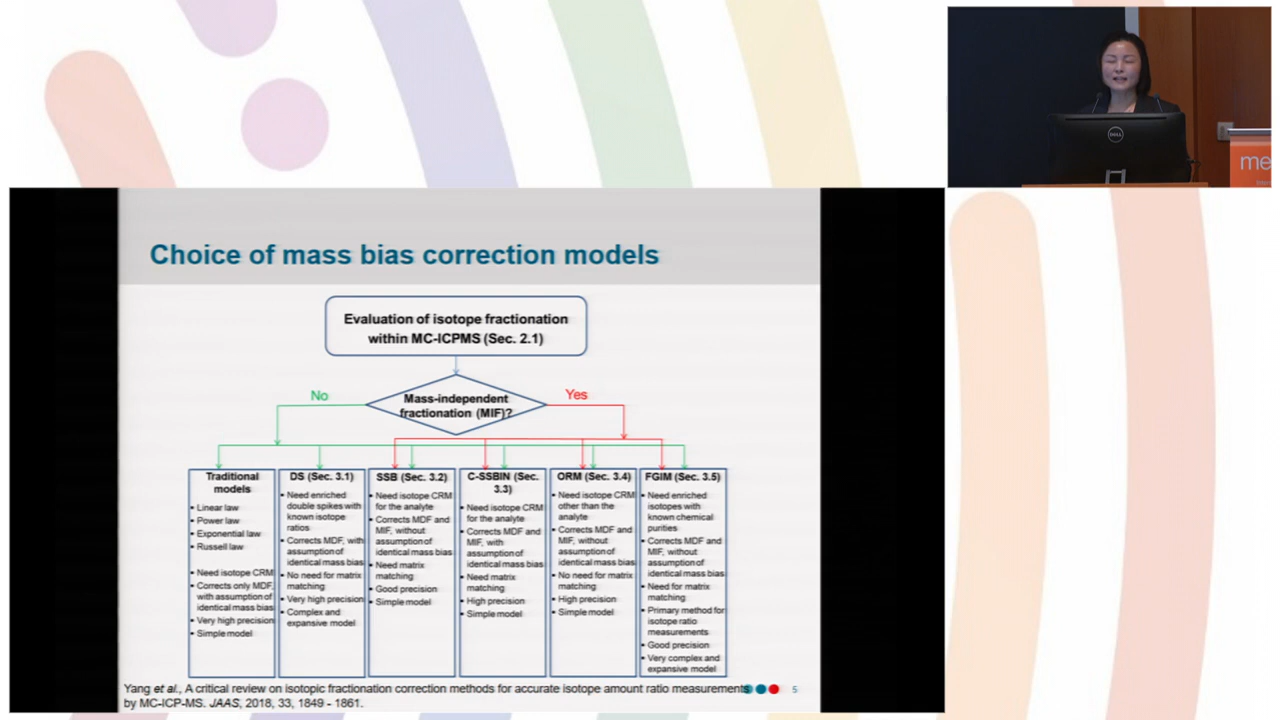 Choice of mass bias correction models
Evaluation of isotope fractionation
within MC-ICPMS (Sec. 2.1)
No
Mass-independent
fractionation (MIF)?
Yes
Traditional
models
▪ Linear law
▪ Power law
▪ Exponential law
▪ Russell law
▪ Need isotope CRM
▪ Corrects only MDF,
with assumption of
identical mass bias
▪ Very high precision
▪ Simple model
DS (Sec. 3.1)
▪ Need enriched
double spikes with
known isotope
ratios
▪ Corrects MDF, with
assumption of
identical mass bias
▪ No need for matrix
matching
▪ Very high precision
▪ Complex and
expansive model
SSB (Sec. 3.2)
▪ Need isotope CRM
for the analyte
▪ Corrects MDF and
MIF, without
assumption of
identical mass bias
▪ Need matrix
matching
▪ Good precision
▪ Simple model
C-SSBIN (Sec.
3.3)
▪ Need isotope CRM
for the analyte
▪ Corrects MDF and
MIF, with
assumption of
identical mass bias
▪ Need matrix
matching
▪ High precision
▪ Simple model
ORM (Sec. 3.4)
▪ Need isotope CRM
other than the
analyte
▪ Corrects MDF and
MIF, without
assumption of
identical mass bias
▪ No need for matrix
matching
▪ High precision
▪ Simple model
FGIM (Sec. 3.5)
▪ Need enriched
isotopes with
known chemical
purities
▪ Corrects MDF and
MIF, without
assumption of
identical mass bias
▪ Need for matrix
matching
▪ Primary method for
isotope ratio
measurements
▪ Good precision
▪ Very complex and
expansive model
Yang et al., A critical review on isotopic fractionation correction methods for accurate isotope amount ratio measurements
by MC-ICP-MS. JAAS, 2018, 33, 1849 - 1861.
5
DELL
me